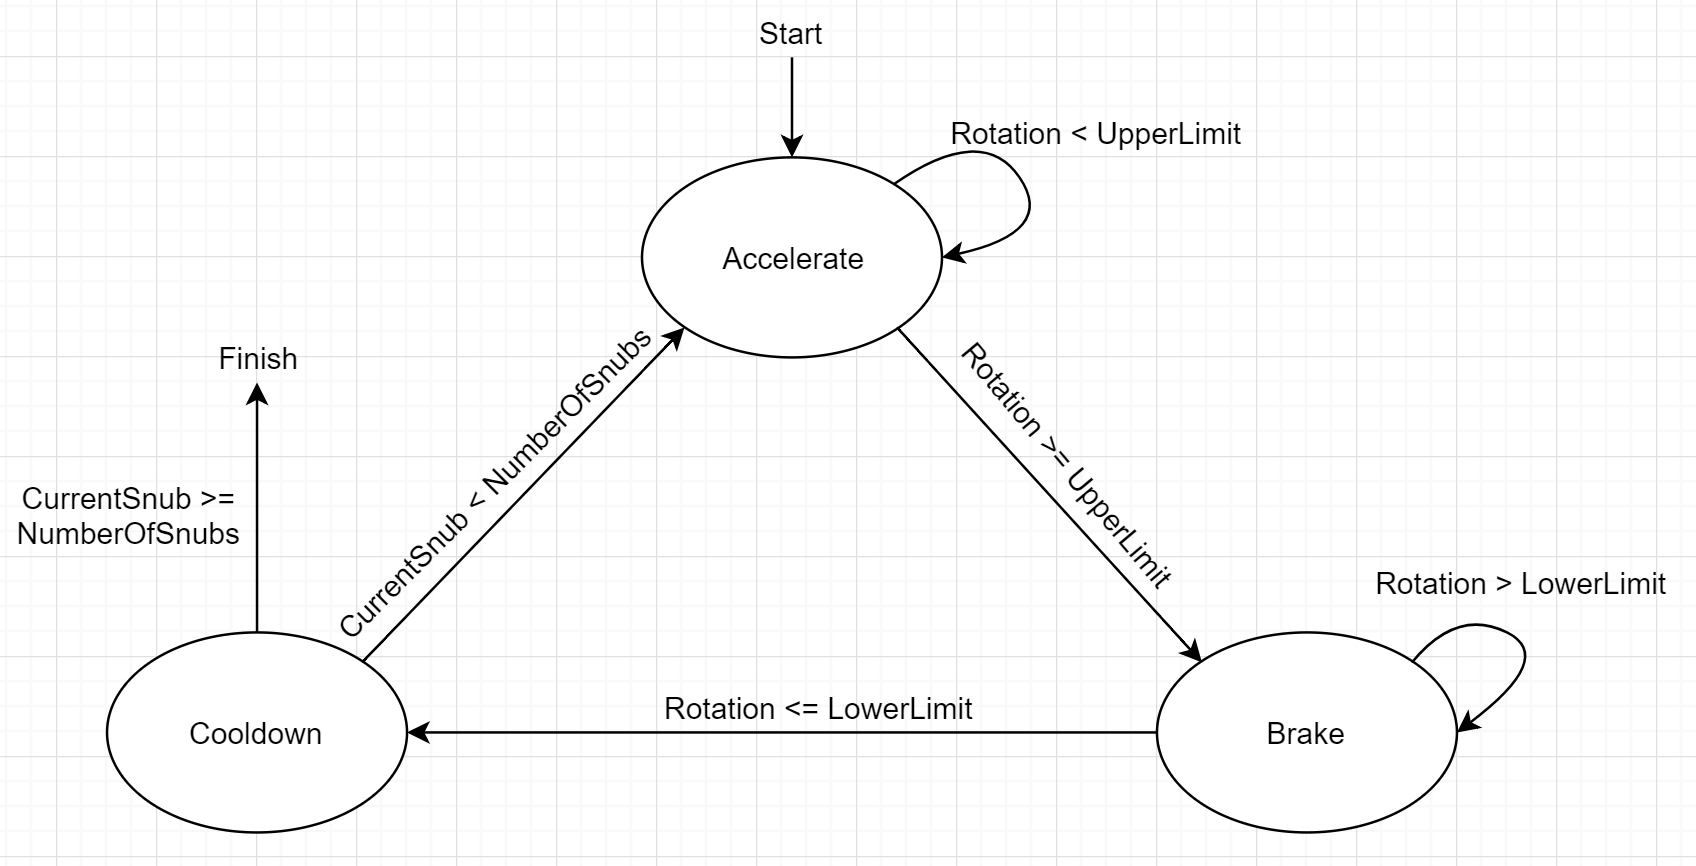 Start
Rotation < UpperLimit
Accelerate
Finish
CurrentSnub < NumberOfSnubs
Rotation >= UpperLimit
CurrentSnub >=
NumberOfSnubs
Rotation > LowerLimit
Rotation <= LowerLimit
Cooldown
Brake